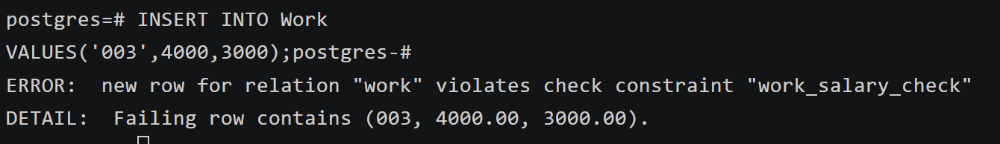 postgres=# INSERT INTO Work
VALUES('003',4000,3000);postgres-#
ERROR:  new row for relation "work" violates check constraint "work_salary_check"
DETAIL:  Failing row contains (003, 4000.00, 3000.00).